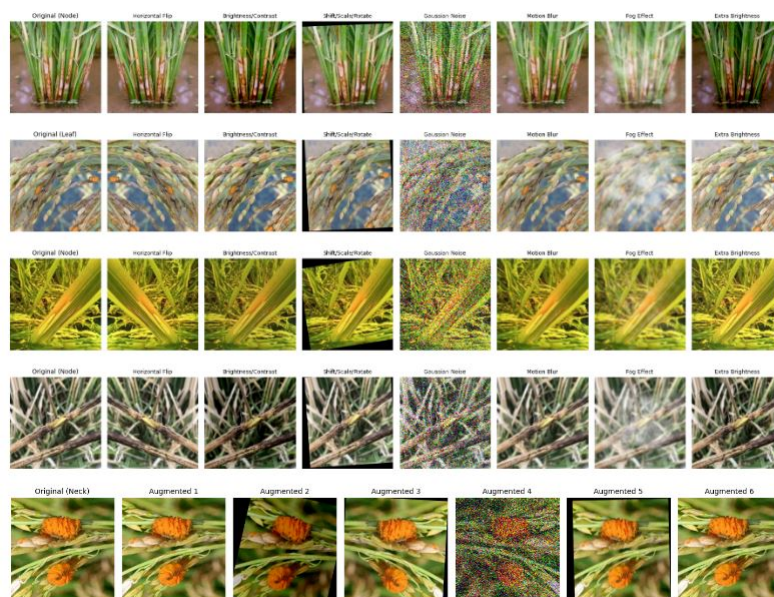 Original (Node) Horizontal Flip Brightness/Contrast Shift/Scale/Rotate Gaussian Noise Motion Blur Fog Effect Extra Brightness
Original (Leaf) Horizontal Flip Brightness/Contrast Shift/Scale/Rotate Gaussian Noise Motion Blur Fog Effect Extra Brightness
Original (Node) Horizontal Flip Brightness/Contrast Shift/Scale/Rotate Gaussian Noise Motion Blur Fog Effect Extra Brightness
Original (Node) Horizontal Flip Brightness/Contrast Shift/Scale/Rotate Gaussian Noise Motion Blur Fog Effect Extra Brightness
Original (Neck) Augmented 1 Augmented 2 Augmented 3 Augmented 4 Augmented 5 Augmented 6